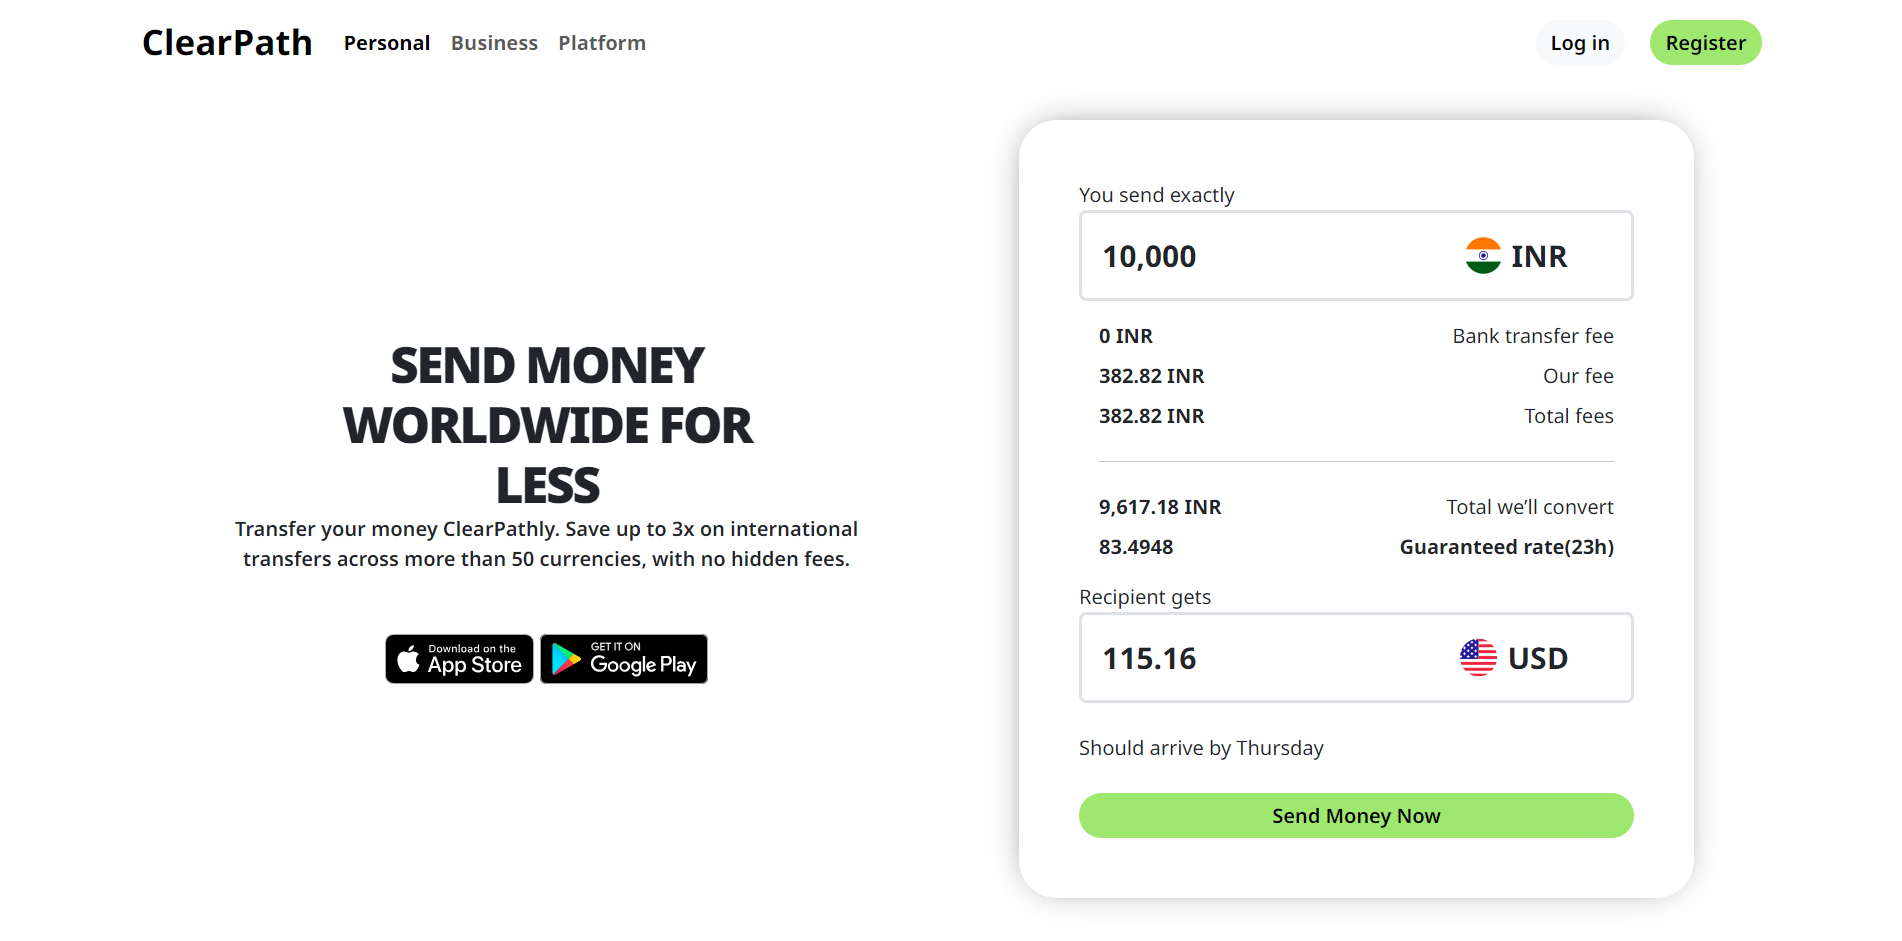 ClearPath Personal Business Platform Log in Register
SEND MONEY
WORLDWIDE FOR
LESS
Transfer your money ClearPathly. Save up to 3x on international
transfers across more than 50 currencies, with no hidden fees.
Download on the
App Store
GET IT ON
Google Play
You send exactly
10,000 INR
0 INR Bank transfer fee
382.82 INR Our fee
382.82 INR Total fees
9,617.18 INR Total we’ll convert
83.4948 Guaranteed rate(23h)
Recipient gets
115.16 USD
Should arrive by Thursday
Send Money Now